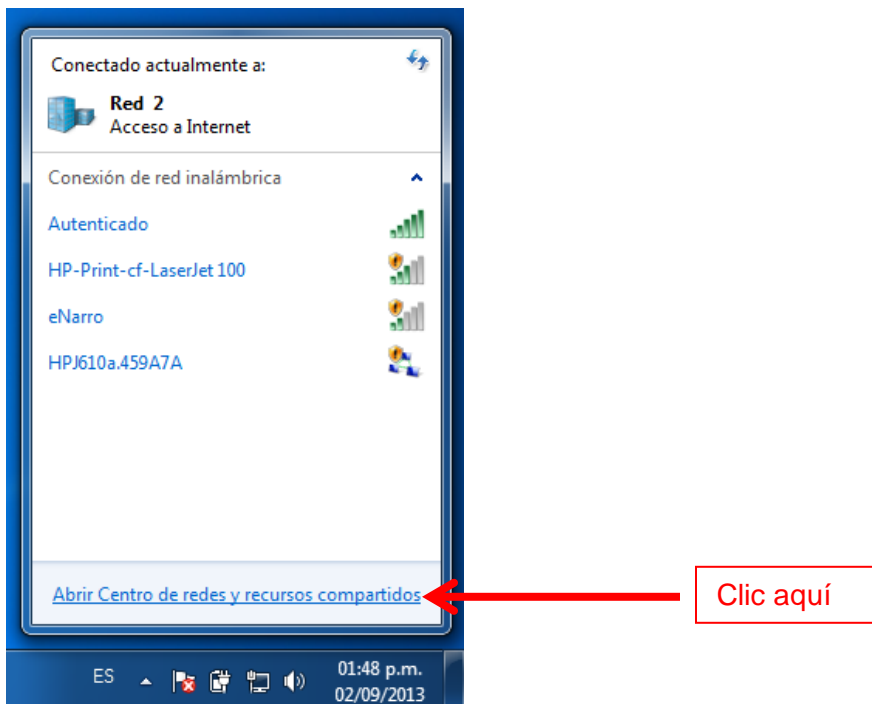 Conectado actualmente a:
Red 2
Acceso a Internet
Conexión de red inalámbrica
Autenticado
HP-Print-cf-LaserJet 100
eNarro
HPJ610a.459A7A
Abrir Centro de redes y recursos compartidos
Clic aquí
ES
01:48 p.m.
02/09/2013